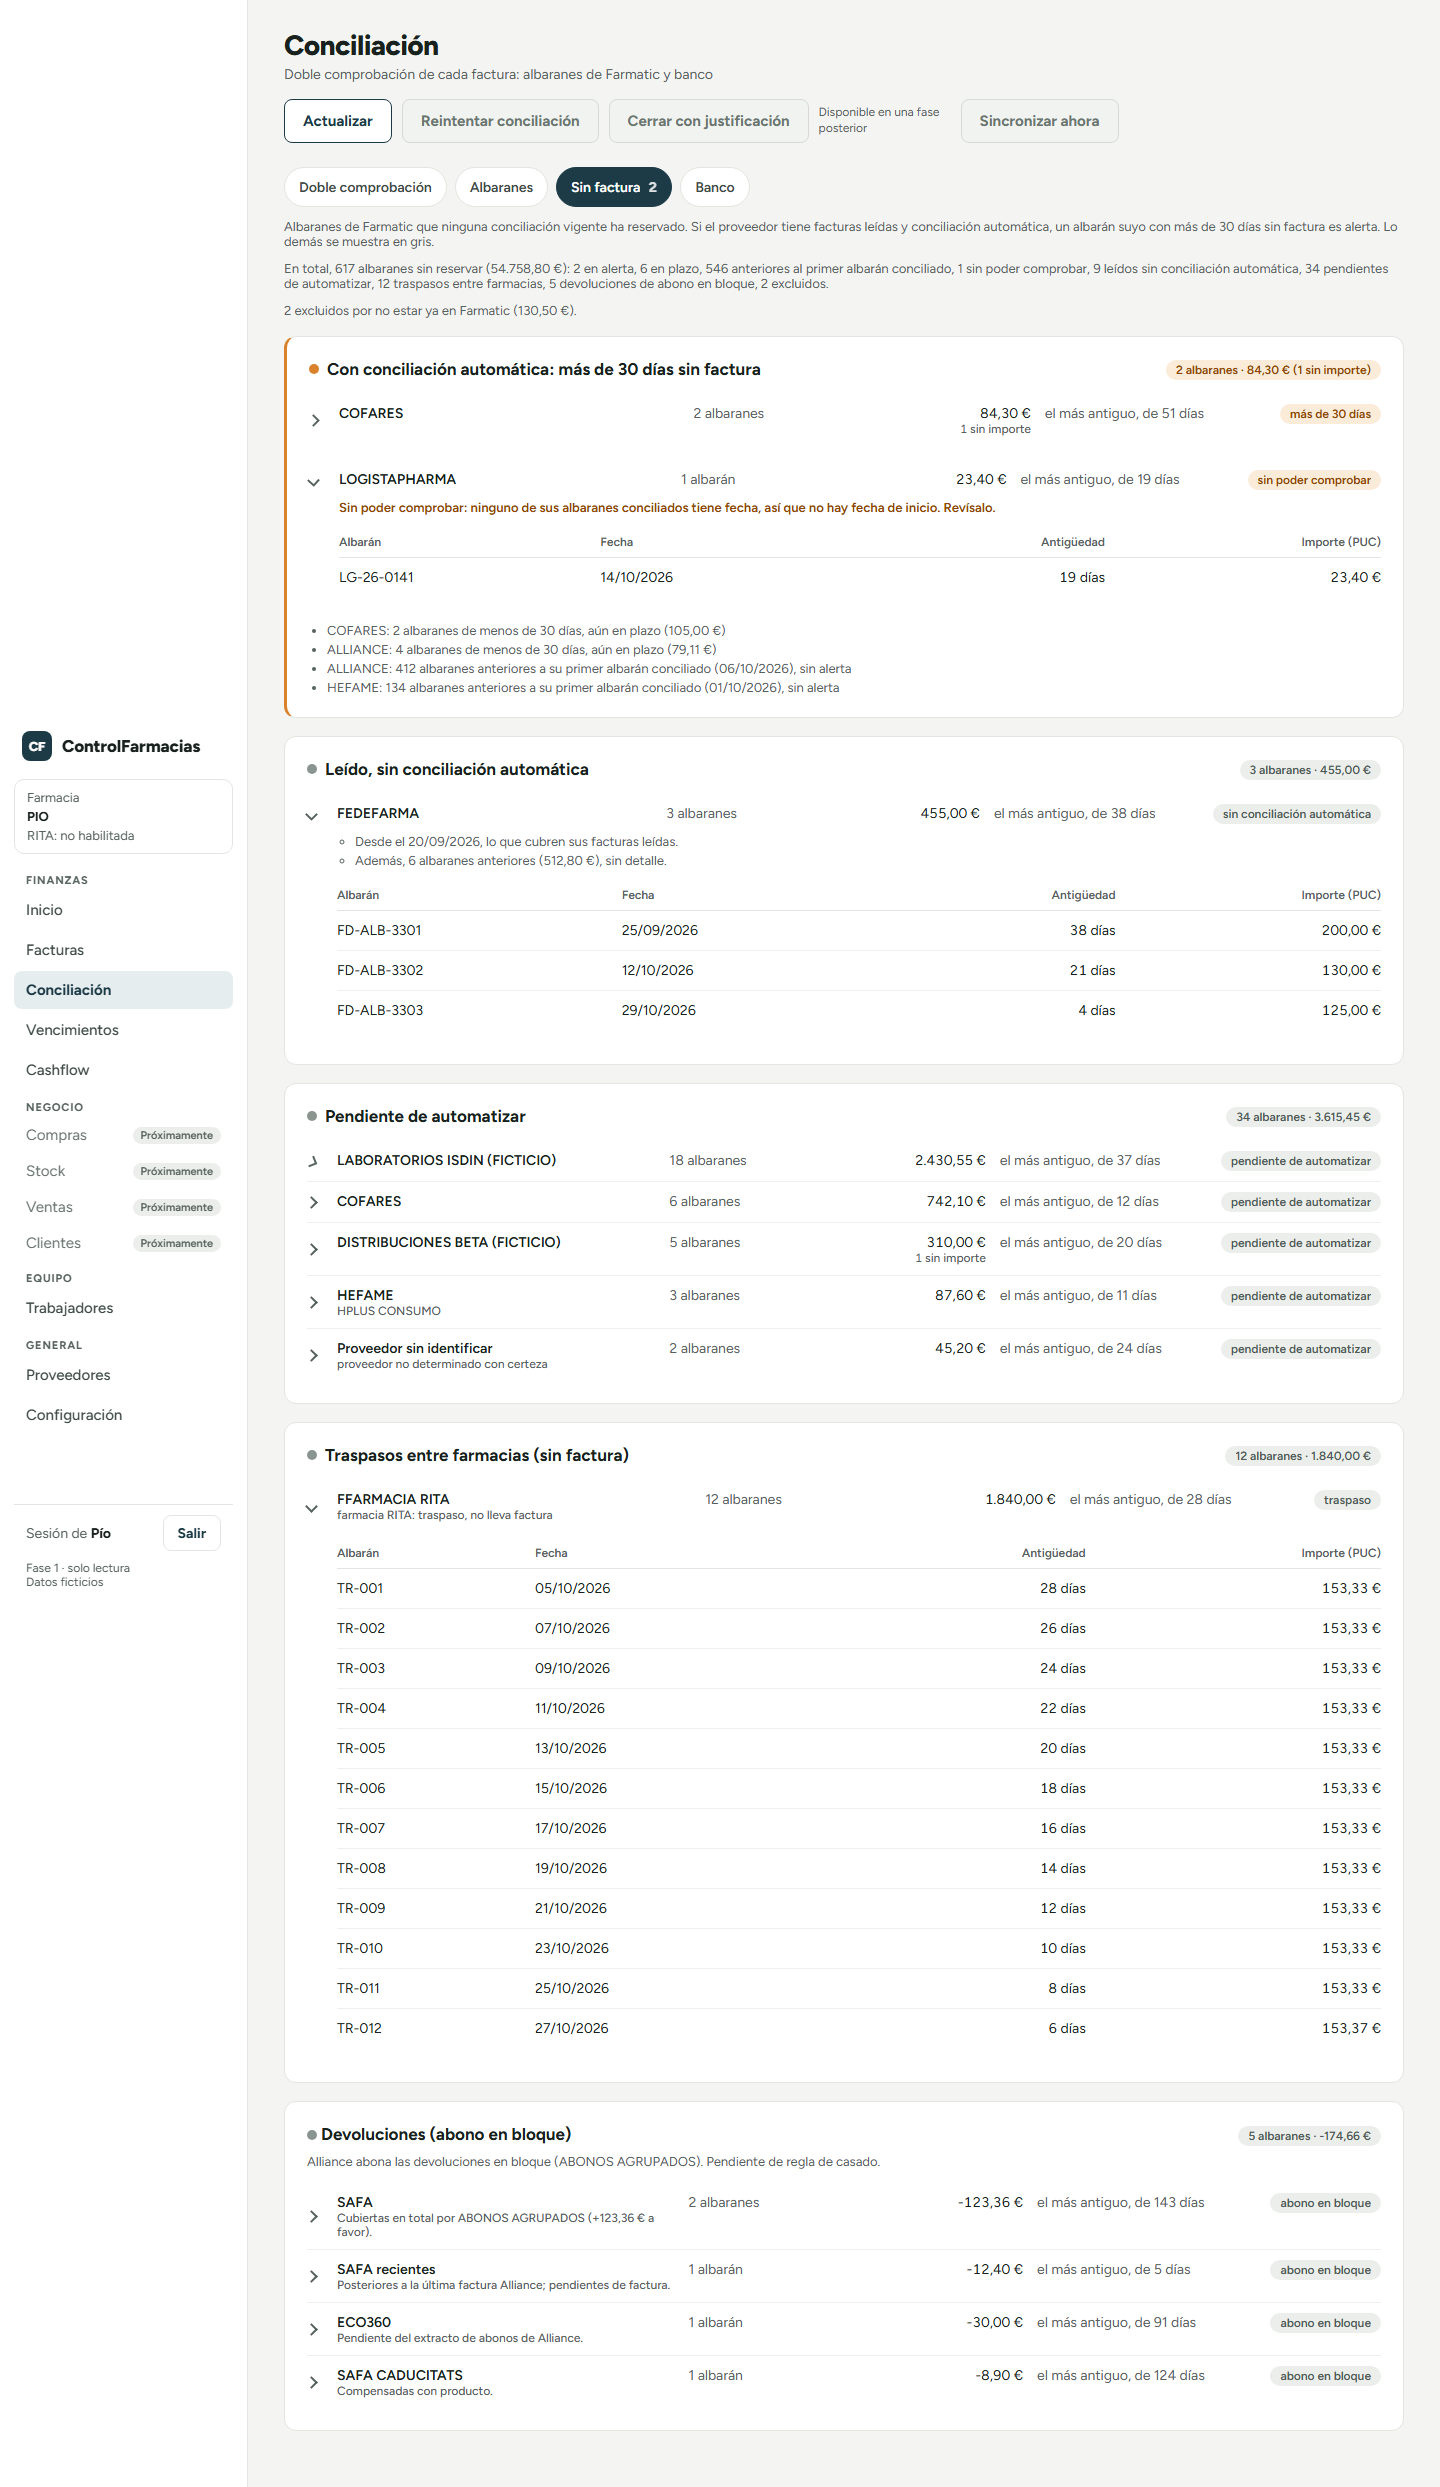 CF ControlFarmacias
Farmacia
PIO
RITA: no habilitada
FINANZAS
Inicio
Facturas
Conciliación
Vencimientos
Cashflow
NEGOCIO
Compras Próximamente
Stock Próximamente
Ventas Próximamente
Clientes Próximamente
EQUIPO
Trabajadores
GENERAL
Proveedores
Configuración
Sesión de Pío Salir
Fase 1 · solo lectura
Datos ficticios
Conciliación
Doble comprobación de cada factura: albaranes de Farmatic y banco
Actualizar Reintentar conciliación Cerrar con justificación Disponible en una fase posterior Sincronizar ahora
Doble comprobación Albaranes Sin factura 2 Banco
Albaranes de Farmatic que ninguna conciliación vigente ha reservado. Si el proveedor tiene facturas leídas y conciliación automática, un albarán suyo con más de 30 días sin factura es alerta. Lo
demás se muestra en gris.
En total, 617 albaranes sin reservar (54.758,80 €): 2 en alerta, 6 en plazo, 546 anteriores al primer albarán conciliado, 1 sin poder comprobar, 9 leídos sin conciliación automática, 34 pendientes
de automatizar, 12 traspasos entre farmacias, 5 devoluciones de abono en bloque, 2 excluidos.
2 excluidos por no estar ya en Farmatic (130,50 €).
Con conciliación automática: más de 30 días sin factura 2 albaranes · 84,30 € (1 sin importe)
COFARES 2 albaranes 84,30 € el más antiguo, de 51 días más de 30 días
1 sin importe
LOGISTAPHARMA 1 albarán 23,40 € el más antiguo, de 19 días sin poder comprobar
Sin poder comprobar: ninguno de sus albaranes conciliados tiene fecha, así que no hay fecha de inicio. Revísalo.
Albarán Fecha Antigüedad Importe (PUC)
LG-26-0141 14/10/2026 19 días 23,40 €
• COFARES: 2 albaranes de menos de 30 días, aún en plazo (105,00 €)
• ALLIANCE: 4 albaranes de menos de 30 días, aún en plazo (79,11 €)
• ALLIANCE: 412 albaranes anteriores a su primer albarán conciliado (06/10/2026), sin alerta
• HEFAME: 134 albaranes anteriores a su primer albarán conciliado (01/10/2026), sin alerta
Leído, sin conciliación automática 3 albaranes · 455,00 €
FEDEFARMA 3 albaranes 455,00 € el más antiguo, de 38 días sin conciliación automática
◦ Desde el 20/09/2026, lo que cubren sus facturas leídas.
◦ Además, 6 albaranes anteriores (512,80 €), sin detalle.
Albarán Fecha Antigüedad Importe (PUC)
FD-ALB-3301 25/09/2026 38 días 200,00 €
FD-ALB-3302 12/10/2026 21 días 130,00 €
FD-ALB-3303 29/10/2026 4 días 125,00 €
Pendiente de automatizar 34 albaranes · 3.615,45 €
LABORATORIOS ISDIN (FICTICIO) 18 albaranes 2.430,55 € el más antiguo, de 37 días pendiente de automatizar
COFARES 6 albaranes 742,10 € el más antiguo, de 12 días pendiente de automatizar
DISTRIBUCIONES BETA (FICTICIO) 5 albaranes 310,00 € el más antiguo, de 20 días pendiente de automatizar
1 sin importe
HEFAME 3 albaranes 87,60 € el más antiguo, de 11 días pendiente de automatizar
HPLUS CONSUMO
Proveedor sin identificar 2 albaranes 45,20 € el más antiguo, de 24 días pendiente de automatizar
proveedor no determinado con certeza
Traspasos entre farmacias (sin factura) 12 albaranes · 1.840,00 €
FFARMACIA RITA 12 albaranes 1.840,00 € el más antiguo, de 28 días traspaso
farmacia RITA: traspaso, no lleva factura
Albarán Fecha Antigüedad Importe (PUC)
TR-001 05/10/2026 28 días 153,33 €
TR-002 07/10/2026 26 días 153,33 €
TR-003 09/10/2026 24 días 153,33 €
TR-004 11/10/2026 22 días 153,33 €
TR-005 13/10/2026 20 días 153,33 €
TR-006 15/10/2026 18 días 153,33 €
TR-007 17/10/2026 16 días 153,33 €
TR-008 19/10/2026 14 días 153,33 €
TR-009 21/10/2026 12 días 153,33 €
TR-010 23/10/2026 10 días 153,33 €
TR-011 25/10/2026 8 días 153,33 €
TR-012 27/10/2026 6 días 153,37 €
Devoluciones (abono en bloque) 5 albaranes · -174,66 €
Alliance abona las devoluciones en bloque (ABONOS AGRUPADOS). Pendiente de regla de casado.
SAFA 2 albaranes -123,36 € el más antiguo, de 143 días abono en bloque
Cubiertas en total por ABONOS AGRUPADOS (+123,36 € a
favor).
SAFA recientes 1 albarán -12,40 € el más antiguo, de 5 días abono en bloque
Posteriores a la última factura Alliance; pendientes de factura.
ECO360 1 albarán -30,00 € el más antiguo, de 91 días abono en bloque
Pendiente del extracto de abonos de Alliance.
SAFA CADUCITATS 1 albarán -8,90 € el más antiguo, de 124 días abono en bloque
Compensadas con producto.